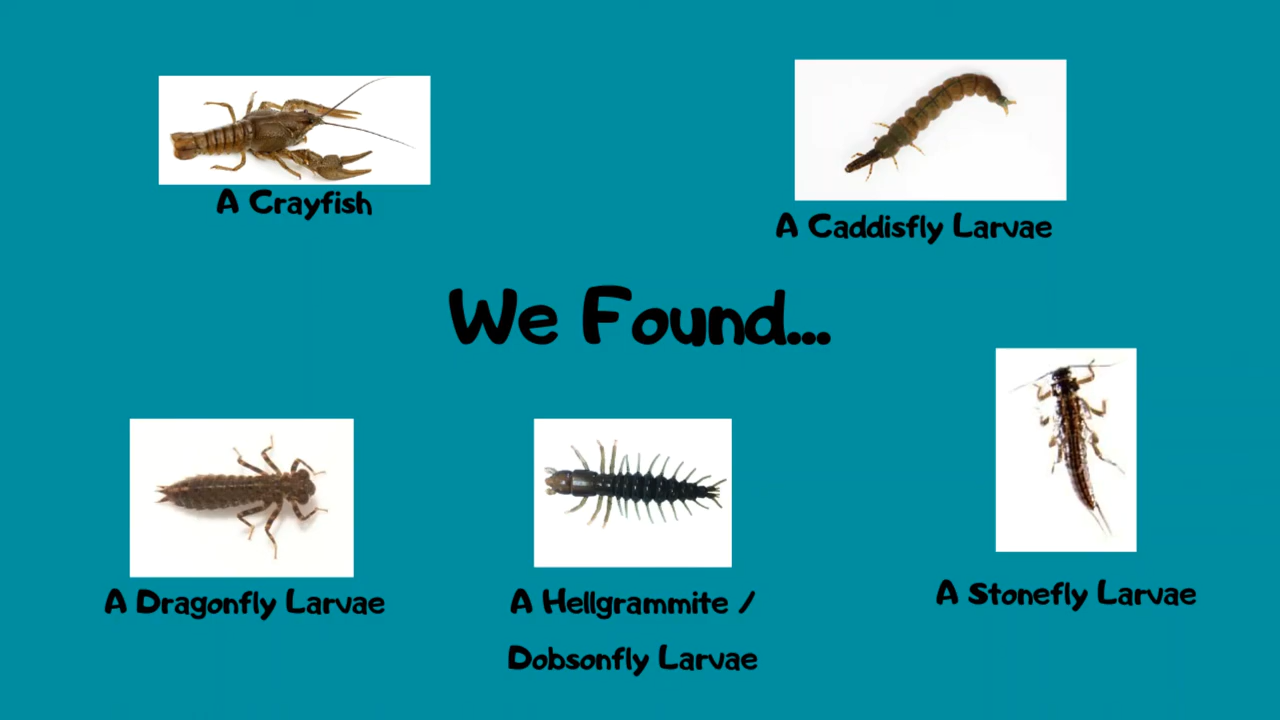 A Crayfish
A Caddisfly Larvae
We Found...
A Dragonfly Larvae
A Hellgrammite /
Dobsonfly Larvae
A Stonefly Larvae